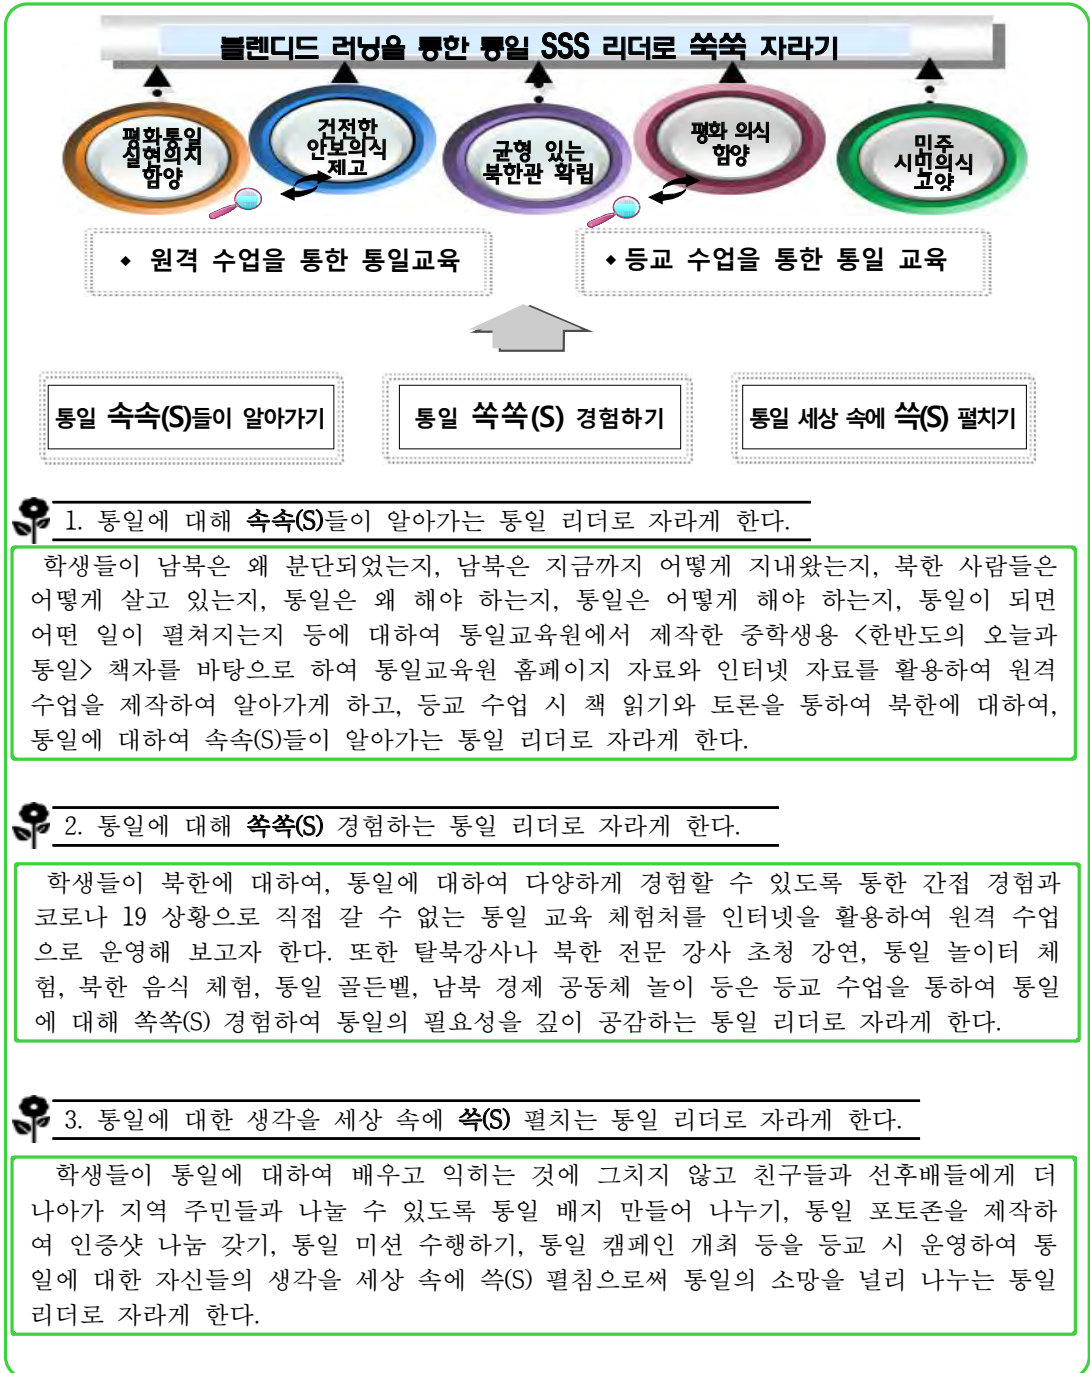 블렌디드 러닝을 통한 통일 SSS 리더로 쑥쑥 자라기
평화통일
실현의지
함양
건전한
안보의식
제고
균형 있는
북한관 확립
평화 의식
함양
민주
시민의식
고양
◆ 원격 수업을 통한 통일교육
◆ 등교 수업을 통한 통일 교육
통일 속속(S)들이 알아가기
통일 쏙쏙(S) 경험하기
통일 세상 속에 쓱(S) 펼치기
1. 통일에 대해 속속(S)들이 알아가는 통일 리더로 자라게 한다.
학생들이 남북은 왜 분단되었는지, 남북은 지금까지 어떻게 지내왔는지, 북한 사람들은
어떻게 살고 있는지, 통일은 왜 해야 하는지, 통일은 어떻게 해야 하는지, 통일이 되면
어떤 일이 펼쳐지는지 등에 대하여 통일교육원에서 제작한 중학생용 <한반도의 오늘과
통일> 책자를 바탕으로 하여 통일교육원 홈페이지 자료와 인터넷 자료를 활용하여 원격
수업을 제작하여 알아가게 하고, 등교 수업 시 책 읽기와 토론을 통하여 북한에 대하여,
통일에 대하여 속속(S)들이 알아가는 통일 리더로 자라게 한다.
2. 통일에 대해 쏙쏙(S) 경험하는 통일 리더로 자라게 한다.
학생들이 북한에 대하여, 통일에 대하여 다양하게 경험할 수 있도록 통한 간접 경험과
코로나 19 상황으로 직접 갈 수 없는 통일 교육 체험처를 인터넷을 활용하여 원격 수업
으로 운영해 보고자 한다. 또한 탈북강사나 북한 전문 강사 초청 강연, 통일 놀이터 체
험, 북한 음식 체험, 통일 골든벨, 남북 경제 공동체 놀이 등은 등교 수업을 통하여 통일
에 대해 쏙쏙(S) 경험하여 통일의 필요성을 깊이 공감하는 통일 리더로 자라게 한다.
3. 통일에 대한 생각을 세상 속에 쓱(S) 펼치는 통일 리더로 자라게 한다.
학생들이 통일에 대하여 배우고 익히는 것에 그치지 않고 친구들과 선후배들에게 더
나아가 지역 주민들과 나눌 수 있도록 통일 배지 만들어 나누기, 통일 포토존을 제작하
여 인증샷 나눔 갖기, 통일 미션 수행하기, 통일 캠페인 개최 등을 등교 시 운영하여 통
일에 대한 자신들의 생각을 세상 속에 쓱(S) 펼침으로써 통일의 소망을 널리 나누는 통일
리더로 자라게 한다.